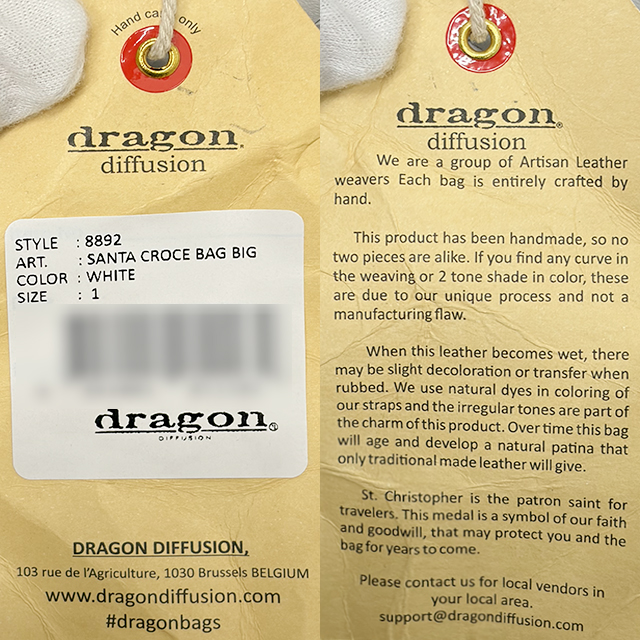 Hand ca only
dragon®
diffusion
STYLE : 8892
ART. : SANTA CROCE BAG BIG
COLOR : WHITE
SIZE : 1
dragon®
DIFFUSION
DRAGON DIFFUSION,
103 rue de l'Agriculture, 1030 Brussels BELGIUM
www.dragondiffusion.com
#dragonbags
dragon®
diffusion
We are a group of Artisan Leather
weavers Each bag is entirely crafted by
hand.
This product has been handmade, so no
two pieces are alike. If you find any curve in
the weaving or 2 tone shade in color, these
are due to our unique process and not a
manufacturing flaw.
When this leather becomes wet, there
may be slight decoloration or transfer when
rubbed. We use natural dyes in coloring of
our straps and the irregular tones are part of
the charm of this product. Over time this bag
will age and develop a natural patina that
only traditional made leather will give.
St. Christopher is the patron saint for
travelers. This medal is a symbol of our faith
and goodwill, that may protect you and the
bag for years to come.
Please contact us for local vendors in
your local area.
support@dragondiffusion.com